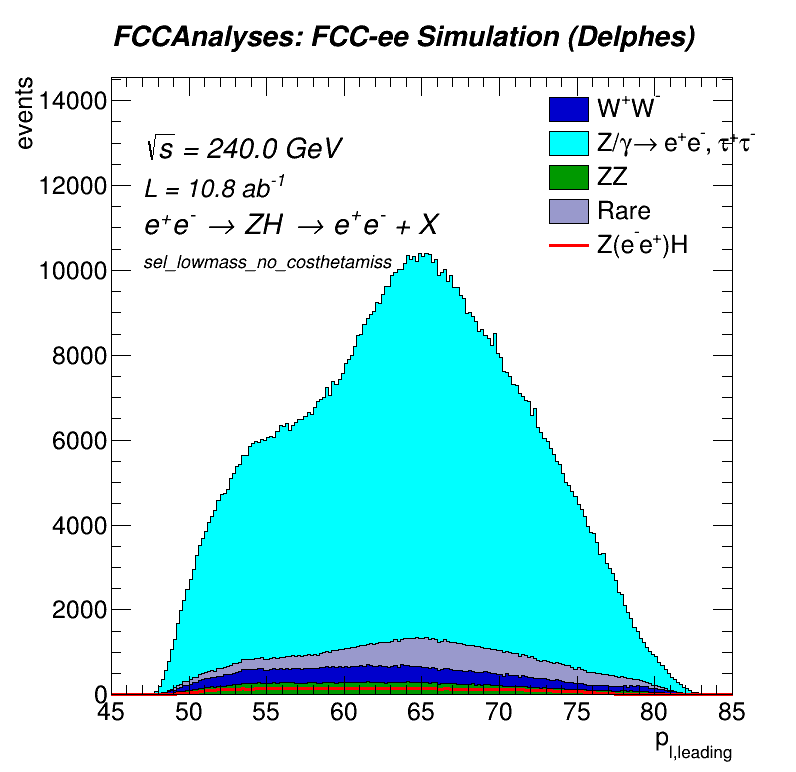 FCCAnalyses: FCC-ee Simulation (Delphes)
events
14000
12000
10000
8000
6000
4000
2000
0
√s = 240.0 GeV
L = 10.8 ab⁻¹
e⁺e⁻ → ZH → e⁺e⁻ + X
sel_lowmass_no_costhetamiss
W⁺W⁻
Z/γ→ e⁺e⁻, τ⁺τ⁻
ZZ
Rare
Z(e⁻e⁺)H
45 50 55 60 65 70 75 80 85
p_l,leading